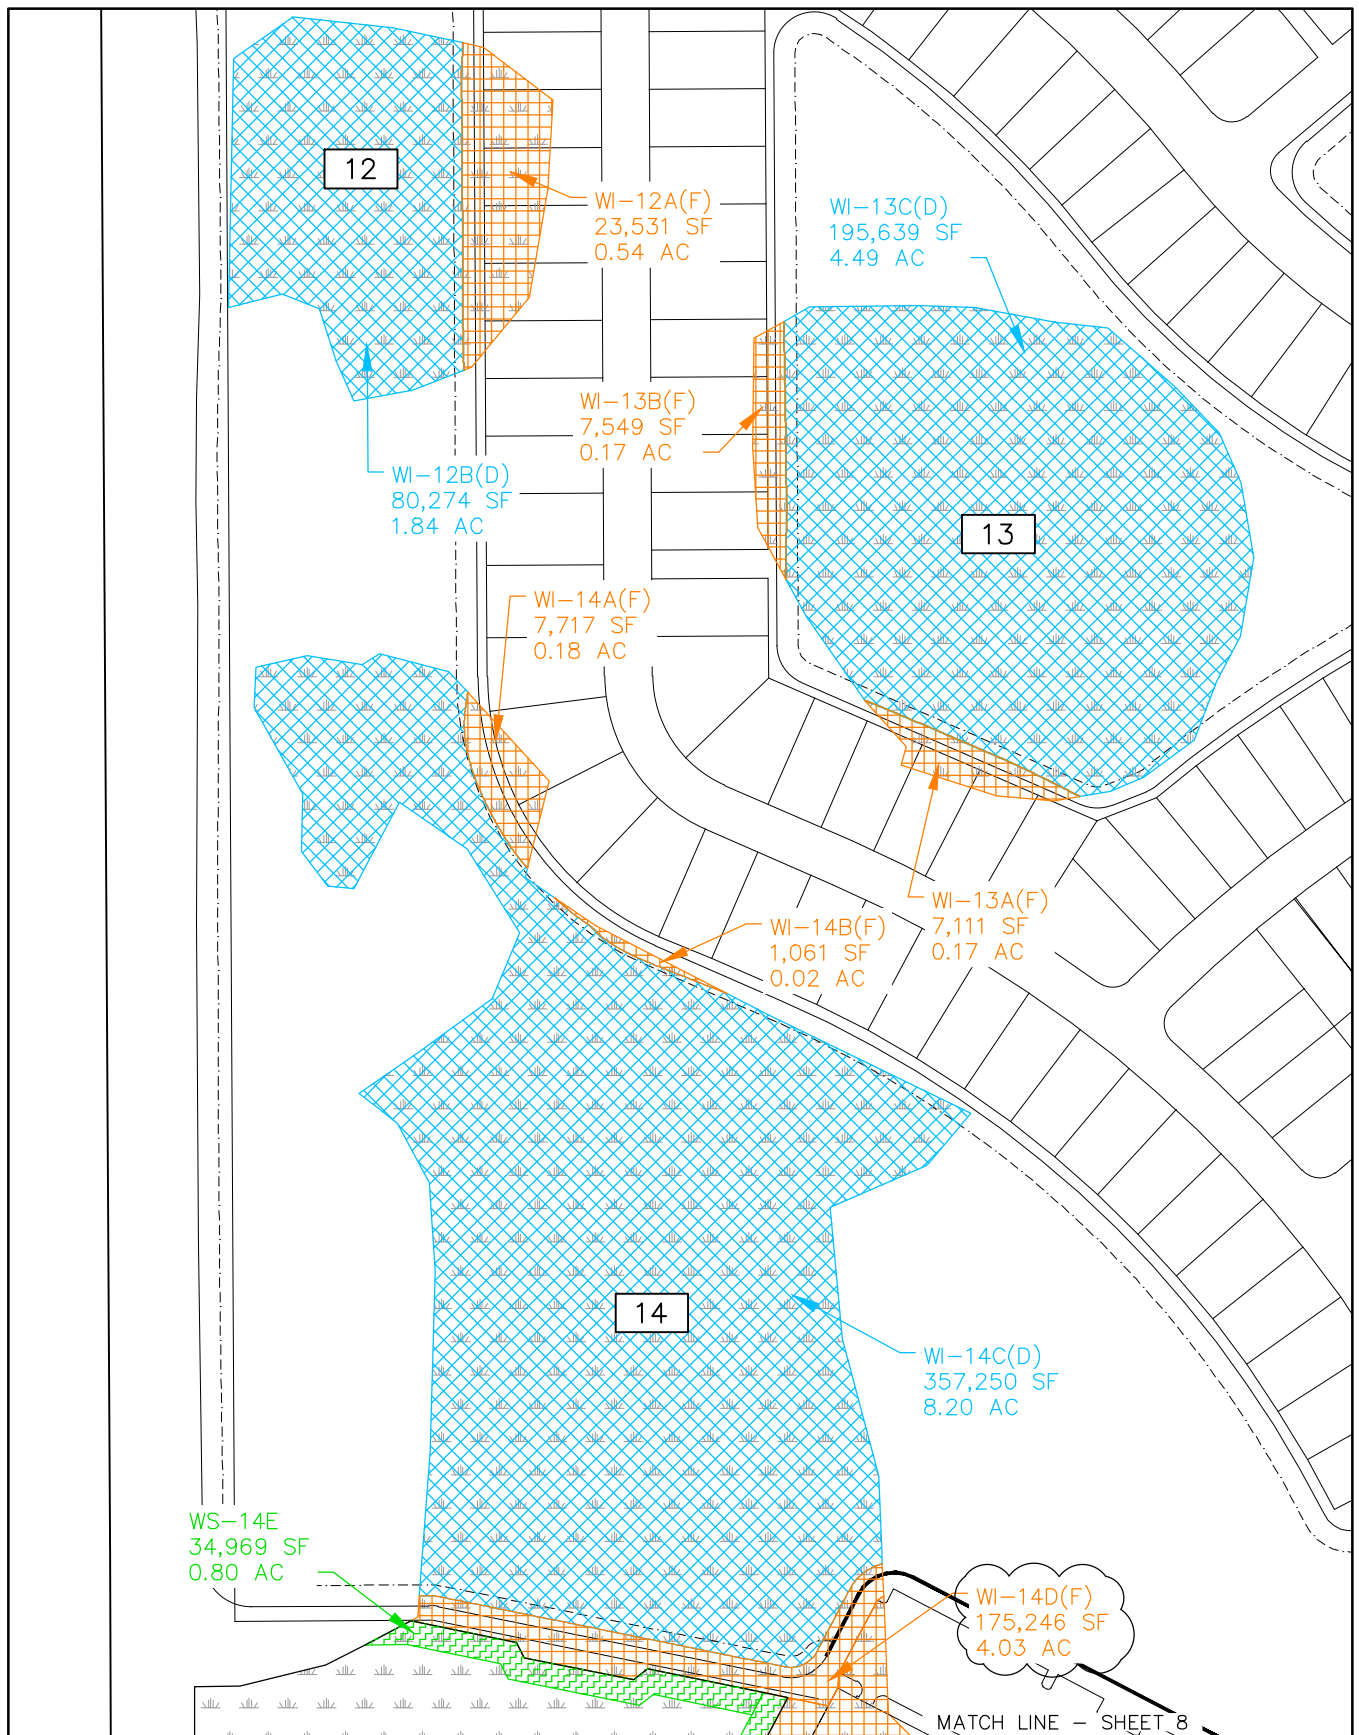 12
WI-12A(F)
23,531 SF
0.54 AC
WI-13C(D)
195,639 SF
4.49 AC
WI-13B(F)
7,549 SF
0.17 AC
WI-12B(D)
80,274 SF
1.84 AC
13
WI-14A(F)
7,717 SF
0.18 AC
WI-13A(F)
7,111 SF
0.17 AC
WI-14B(F)
1,061 SF
0.02 AC
14
WI-14C(D)
357,250 SF
8.20 AC
WS-14E
34,969 SF
0.80 AC
WI-14D(F)
175,246 SF
4.03 AC
MATCH LINE - SHEET 8